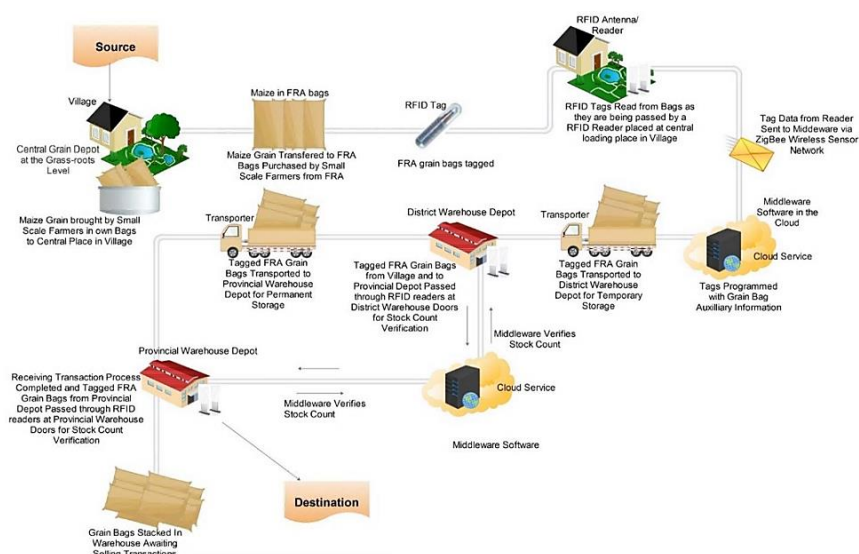 Source
Village
Central Grain Depot
at the Grass-roots
Level
Maize Grain brought by Small
Scale Farmers in own Bags
to Central Place in Village
Maize in FRA bags
Maize Grain Transfered to FRA
Bags Purchased by Small
Scale Farmers from FRA
RFID Tag
FRA grain bags tagged
RFID Antenna/
Reader
RFID Tags Read from Bags as
they are being passed by a
RFID Reader placed at central
loading place in Village
Tag Data from Reader
Sent to Middeware via
ZigBee Wireless Sensor
Network
Middleware
Software in the
Cloud
Cloud Service
Tags Programmed
with Grain Bag
Auxilliary Information
Transporter
Tagged FRA Grain
Bags Transported to
District Warehouse
Depot for Temporary
Storage
District Warehouse Depot
Tagged FRA Grain Bags
from Village and to
Provincial Depot Passed
through RFID readers at
District Warehouse Doors
for Stock Count
Verification
Transporter
Tagged FRA Grain
Bags Transported to
Provincial Warehouse
Depot for Permanent
Storage
Middleware Verifies
Stock Count
Cloud Service
Middleware Software
Middleware Verifies
Stock Count
Provincial Warehouse Depot
Receiving Transaction Process
Completed and Tagged FRA
Grain Bags from Provincial
Depot Passed through RFID
readers at Provincial Warehouse
Doors for Stock Count
Verification
Destination
Grain Bags Stacked In
Warehouse Awaiting
Selling Transactions